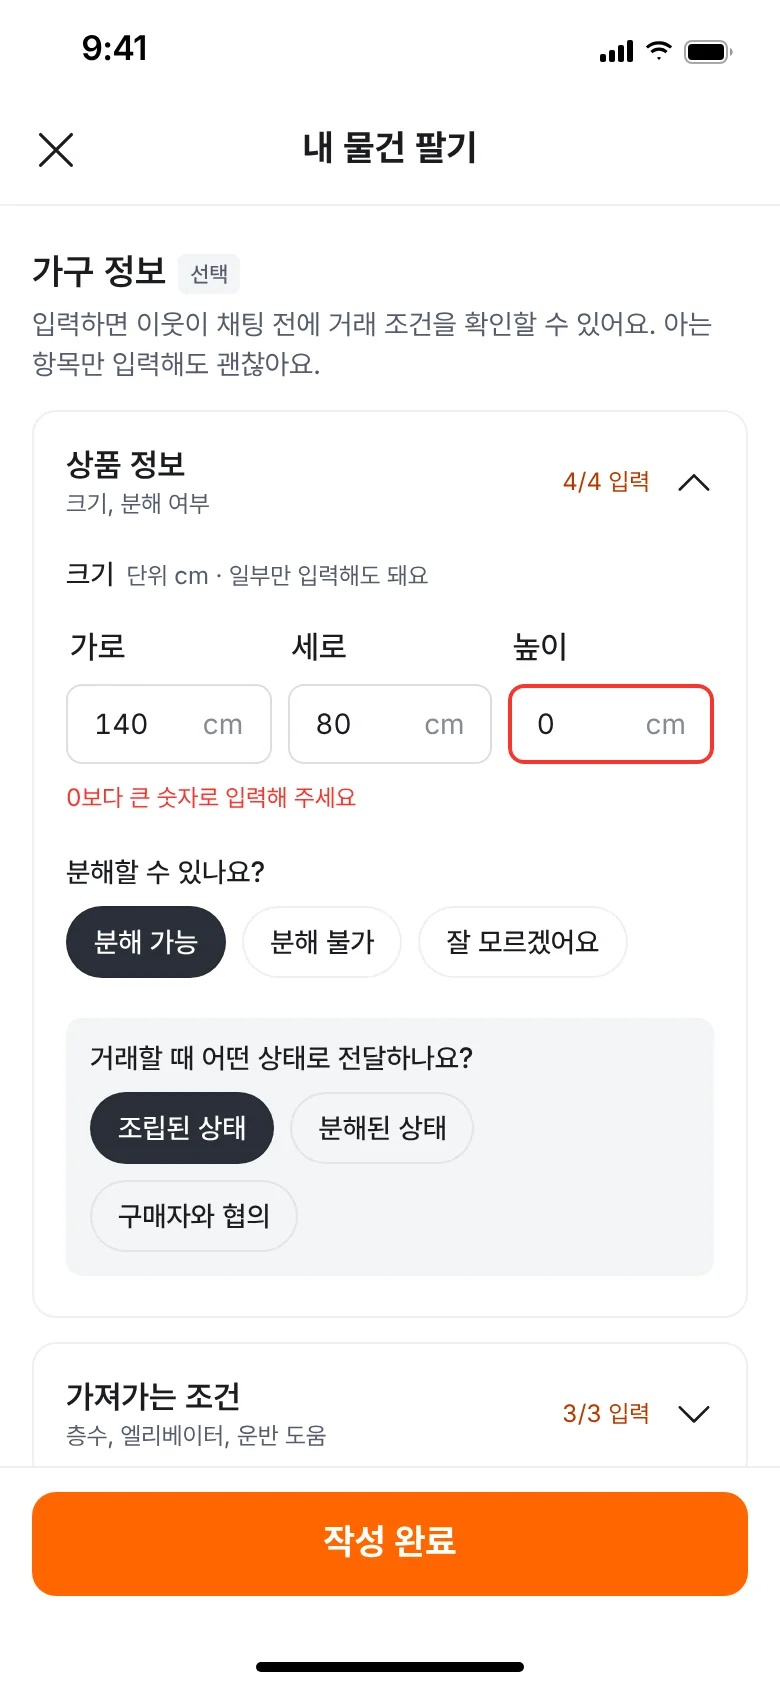 9:41
내 물건 팔기
가구 정보 선택
입력하면 이웃이 채팅 전에 거래 조건을 확인할 수 있어요. 아는
항목만 입력해도 괜찮아요.
상품 정보
4/4 입력
크기, 분해 여부
크기 단위 cm · 일부만 입력해도 돼요
가로 세로 높이
140 cm 80 cm 0 cm
0보다 큰 숫자로 입력해 주세요
분해할 수 있나요?
분해 가능 분해 불가 잘 모르겠어요
거래할 때 어떤 상태로 전달하나요?
조립된 상태 분해된 상태
구매자와 협의
가져가는 조건
3/3 입력
층수, 엘리베이터, 운반 도움
작성 완료